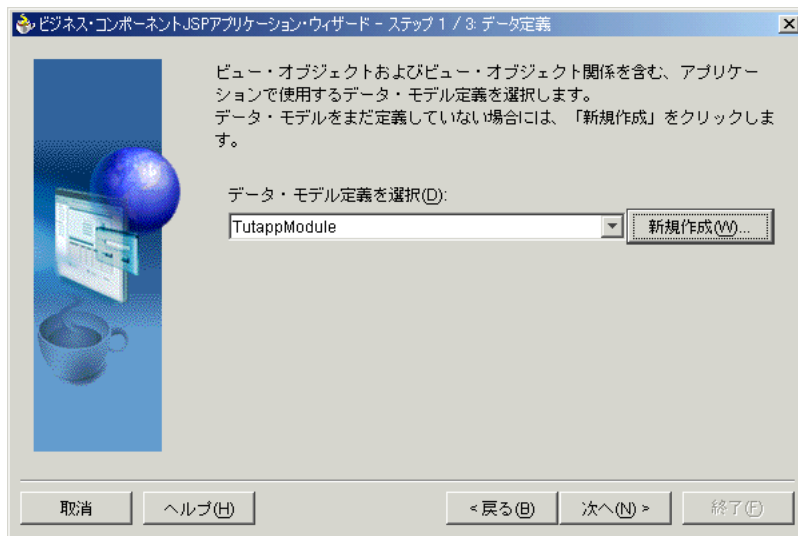 ビジネス・コンポーネントJSPアプリケーション・ウィザード - ステップ 1 / 3: データ定義
ビュー・オブジェクトおよびビュー・オブジェクト関係を含む、アプリケー
ションで使用するデータ・モデル定義を選択します。
データ・モデルをまだ定義していない場合には、「新規作成」をクリックしま
す。
データ・モデル定義を選択(D):
TutappModule 新規作成(W)...
取消 ヘルプ(H) <戻る(B) 次へ(N) > 終了(F)